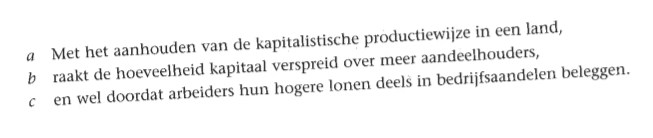 a Met het aanhouden van de kapitalistische productiewijze in een land,
b raakt de hoeveelheid kapitaal verspreid over meer aandeelhouders,
c en wel doordat arbeiders hun hogere lonen deels in bedrijfsaandelen beleggen.